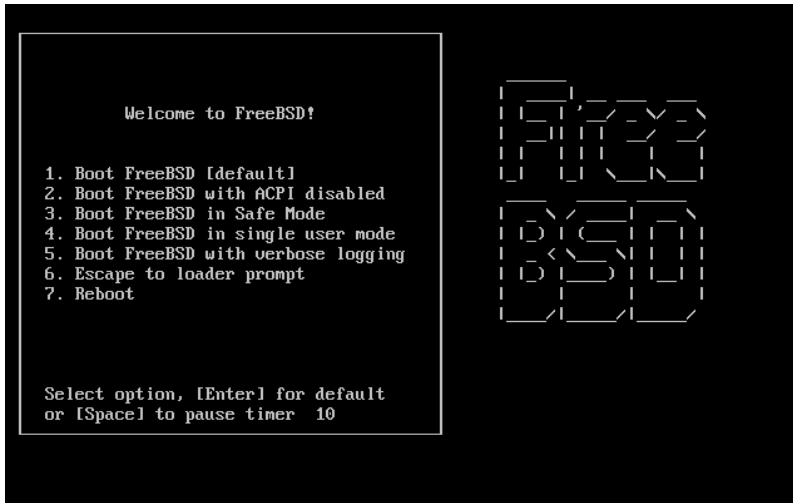 Welcome to FreeBSD!
1. Boot FreeBSD [default]
2. Boot FreeBSD with ACPI disabled
3. Boot FreeBSD in Safe Mode
4. Boot FreeBSD in single user mode
5. Boot FreeBSD with verbose logging
6. Escape to loader prompt
7. Reboot
Select option, [Enter] for default
or [Space] to pause timer  10
Free
BSD